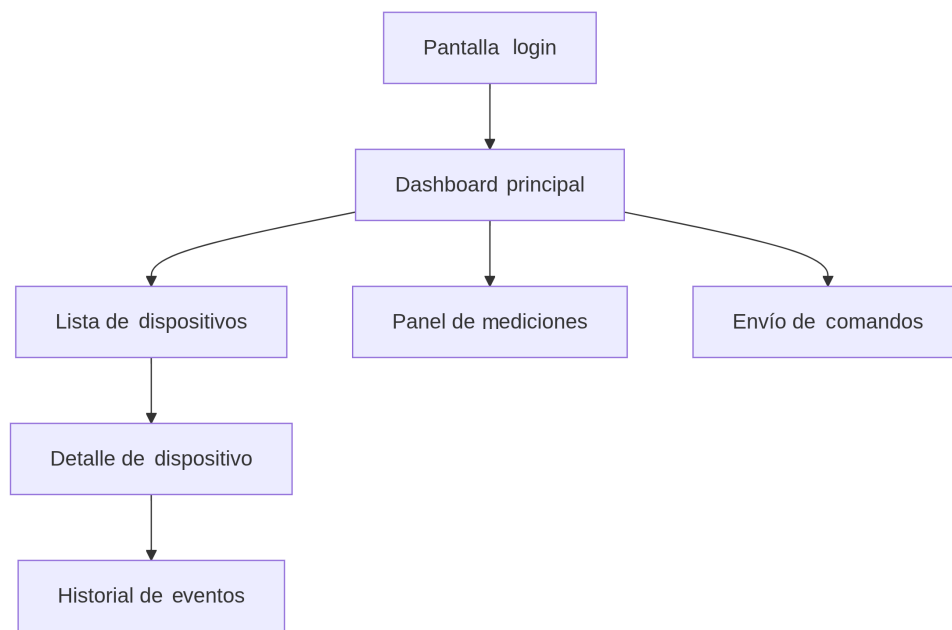 Pantalla login
Dashboard principal
Lista de dispositivos
Panel de mediciones
Envío de comandos
Detalle de dispositivo
Historial de eventos